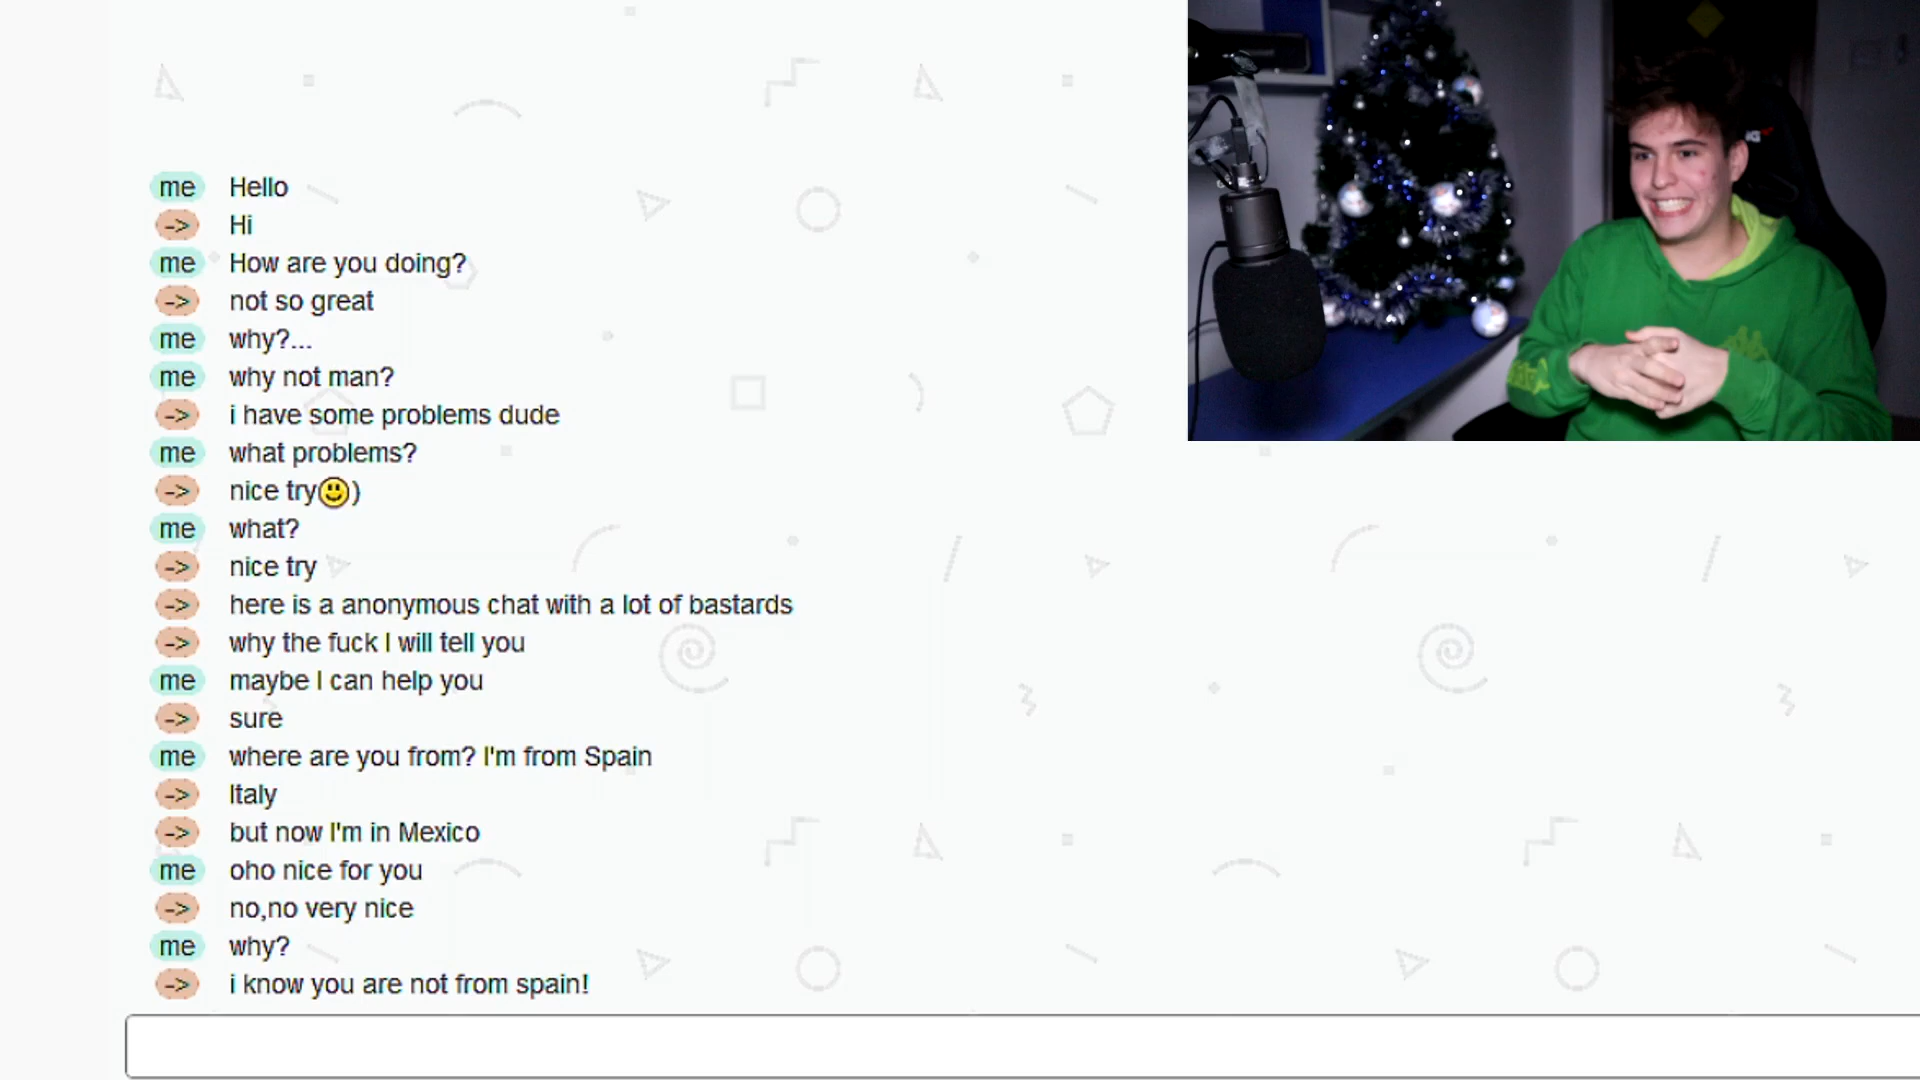 me Hello
-> Hi
me How are you doing?
-> not so great
me why?...
me why not man?
-> i have some problems dude
me what problems?
-> nice try🙂)
me what?
-> nice try
-> here is a anonymous chat with a lot of bastards
-> why the fuck I will tell you
me maybe I can help you
-> sure
me where are you from? I'm from Spain
-> Italy
-> but now I'm in Mexico
me oho nice for you
-> no,no very nice
me why?
-> i know you are not from spain!